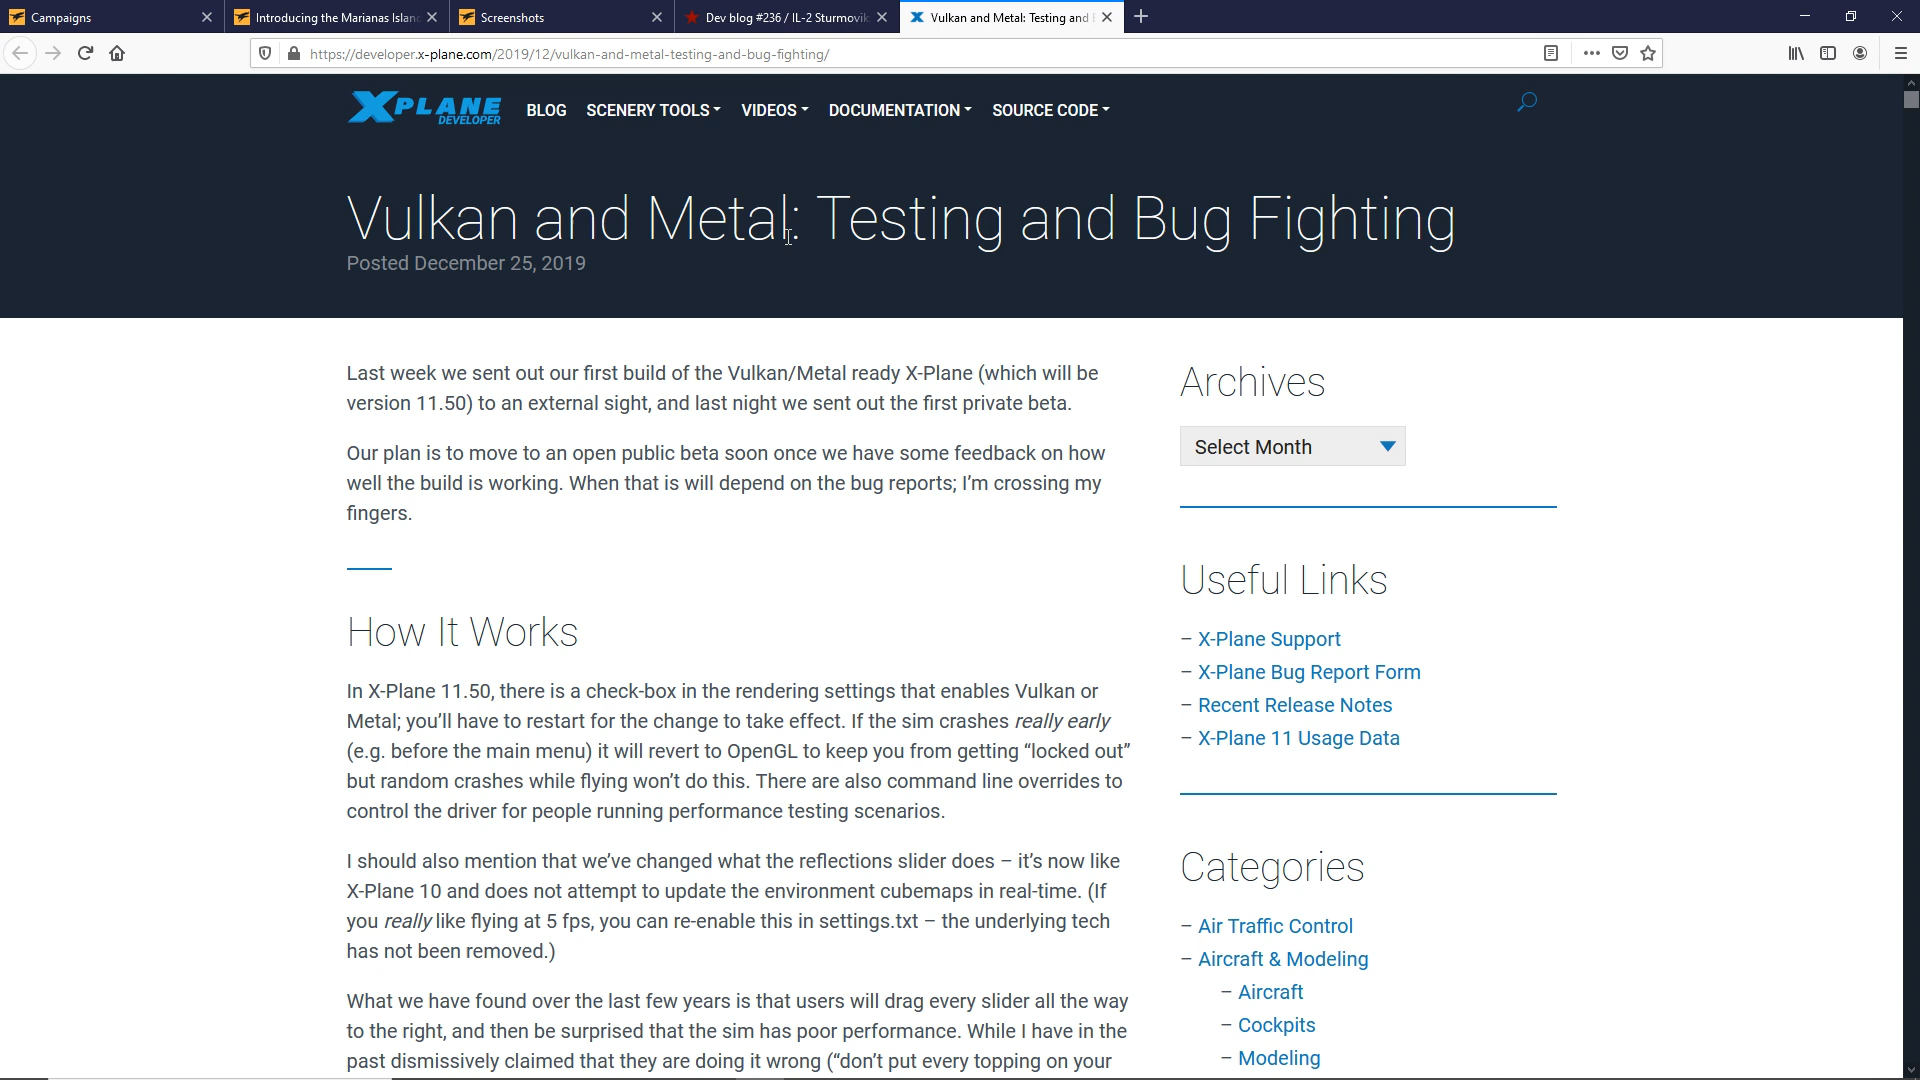 Campaigns
Introducing the Marianas Islan
Screenshots
Dev blog #236 / IL-2 Sturmovik
Vulkan and Metal: Testing and
https://developer.x-plane.com/2019/12/vulkan-and-metal-testing-and-bug-fighting/
X PLANE DEVELOPER
BLOG SCENERY TOOLS VIDEOS DOCUMENTATION SOURCE CODE
Vulkan and Metal: Testing and Bug Fighting
Posted December 25, 2019
Last week we sent out our first build of the Vulkan/Metal ready X-Plane (which will be
version 11.50) to an external sight, and last night we sent out the first private beta.
Our plan is to move to an open public beta soon once we have some feedback on how
well the build is working. When that is will depend on the bug reports; I'm crossing my
fingers.
How It Works
In X-Plane 11.50, there is a check-box in the rendering settings that enables Vulkan or
Metal; you'll have to restart for the change to take effect. If the sim crashes really early
(e.g. before the main menu) it will revert to OpenGL to keep you from getting “locked out”
but random crashes while flying won't do this. There are also command line overrides to
control the driver for people running performance testing scenarios.
I should also mention that we've changed what the reflections slider does – it's now like
X-Plane 10 and does not attempt to update the environment cubemaps in real-time. (If
you really like flying at 5 fps, you can re-enable this in settings.txt – the underlying tech
has not been removed.)
What we have found over the last few years is that users will drag every slider all the way
to the right, and then be surprised that the sim has poor performance. While I have in the
past dismissively claimed that they are doing it wrong (“don't put every topping on your
Archives
Select Month
Useful Links
– X-Plane Support
– X-Plane Bug Report Form
– Recent Release Notes
– X-Plane 11 Usage Data
Categories
– Air Traffic Control
– Aircraft & Modeling
– Aircraft
– Cockpits
– Modeling